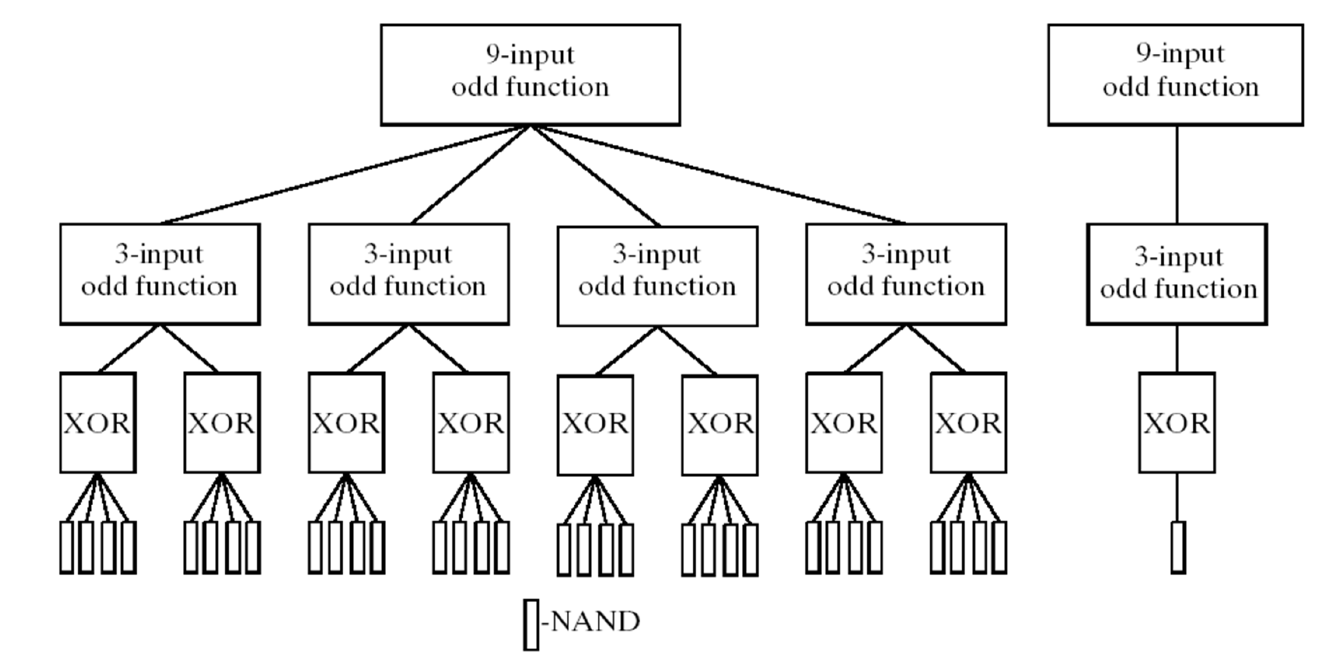 9-input
odd function
9-input
odd function
3-input
odd function
3-input
odd function
3-input
odd function
3-input
odd function
3-input
odd function
XOR
XOR
XOR
XOR
XOR
XOR
XOR
XOR
XOR
-NAND